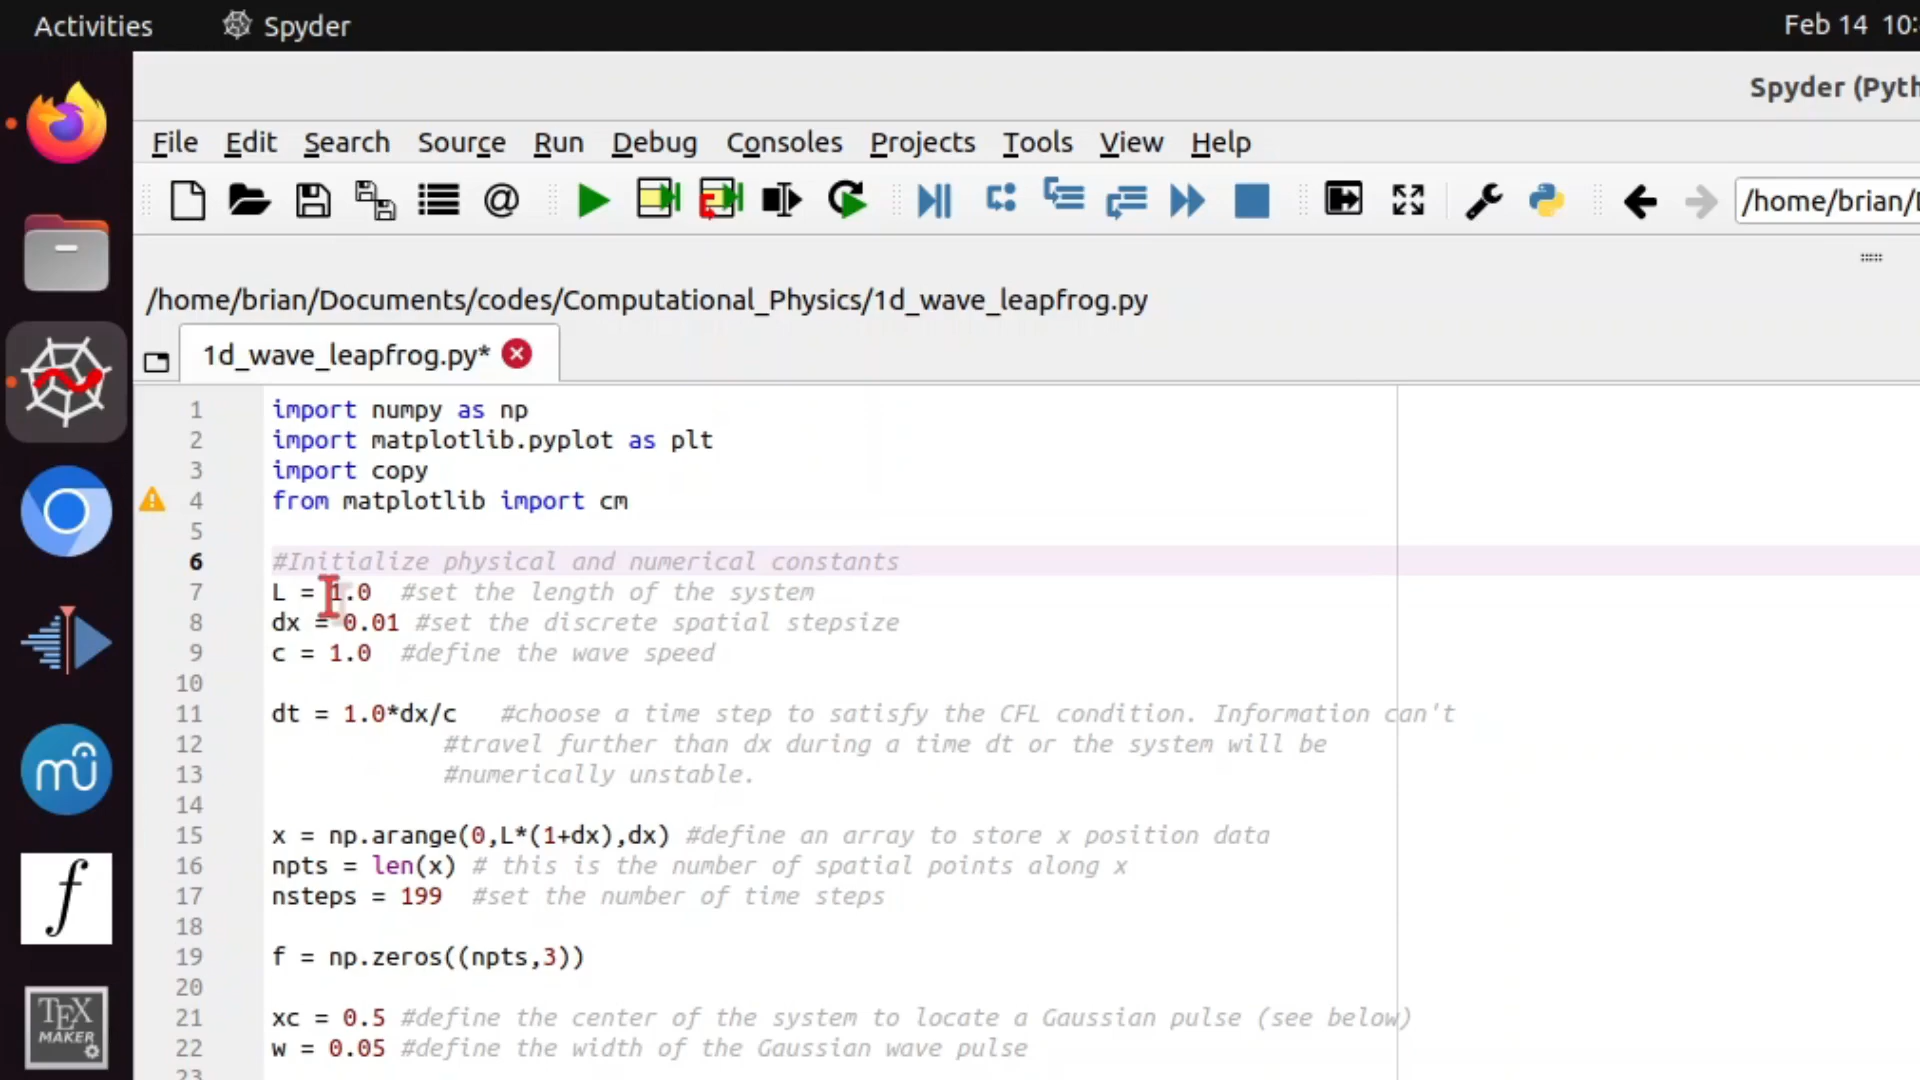 Activities Spyder Feb 14 10:
Spyder (Pyth
File Edit Search Source Run Debug Consoles Projects Tools View Help
@ /home/brian/D
/home/brian/Documents/codes/Computational_Physics/1d_wave_leapfrog.py
1d_wave_leapfrog.py*
1 import numpy as np
2 import matplotlib.pyplot as plt
3 import copy
4 from matplotlib import cm
5
6 #Initialize physical and numerical constants
7 L = 1.0 #set the length of the system
8 dx = 0.01 #set the discrete spatial stepsize
9 c = 1.0 #define the wave speed
10
11 dt = 1.0*dx/c #choose a time step to satisfy the CFL condition. Information can't
12 #travel further than dx during a time dt or the system will be
13 #numerically unstable.
14
15 x = np.arange(0,L*(1+dx),dx) #define an array to store x position data
16 npts = len(x) # this is the number of spatial points along x
17 nsteps = 199 #set the number of time steps
18
19 f = np.zeros((npts,3))
20
21 xc = 0.5 #define the center of the system to locate a Gaussian pulse (see below)
22 w = 0.05 #define the width of the Gaussian wave pulse
23
mu
f
TEX
MAKER